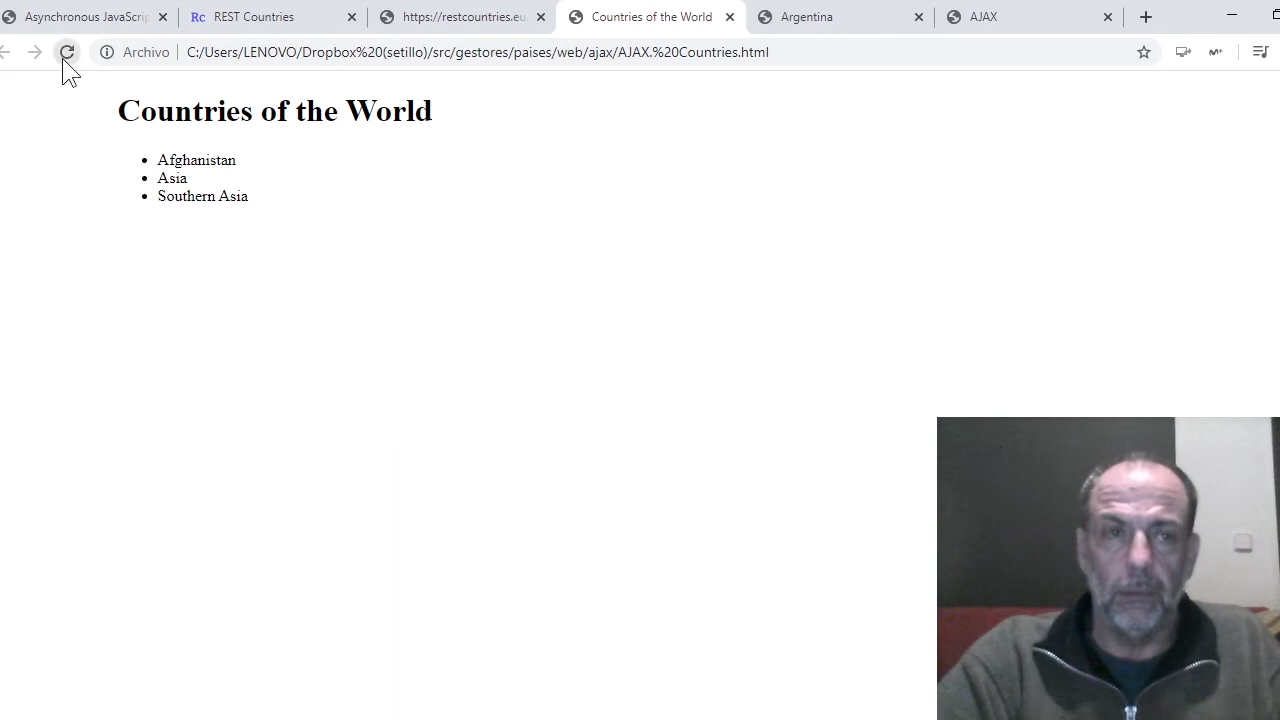 Asynchronous JavaScrip
REST Countries
https://restcountries.eu
Countries of the World
Argentina
AJAX
Archivo
C:/Users/LENOVO/Dropbox%20(setillo)/src/gestores/paises/web/ajax/AJAX.%20Countries.html
Countries of the World
• Afghanistan
• Asia
• Southern Asia